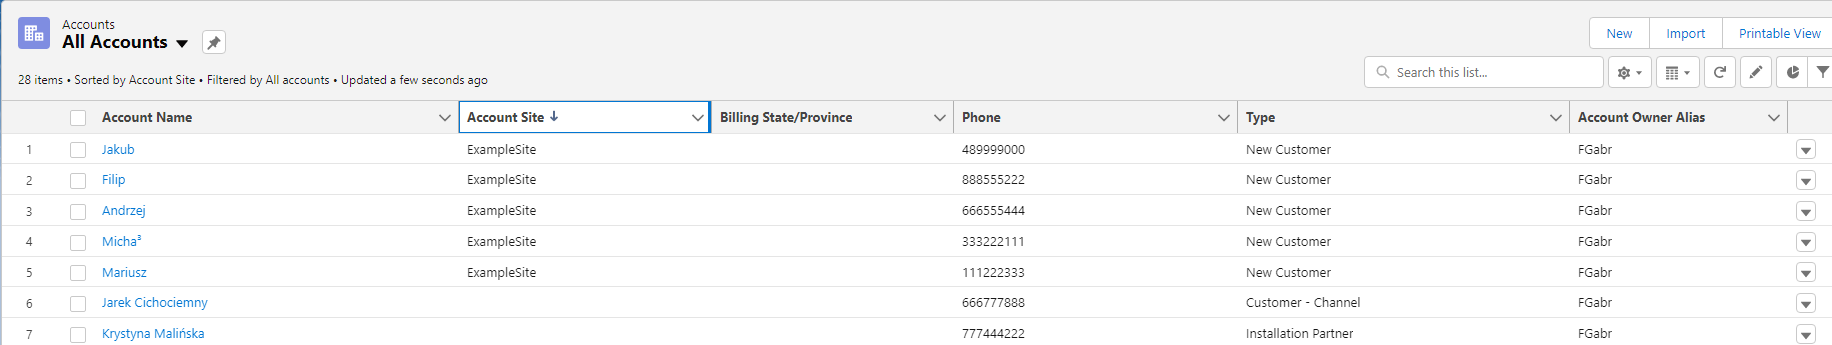 Accounts
All Accounts
New Import Printable View
28 items • Sorted by Account Site • Filtered by All accounts • Updated a few seconds ago
Search this list...
Account Name Account Site Billing State/Province Phone Type Account Owner Alias
1 Jakub ExampleSite 489999000 New Customer FGabr
2 Filip ExampleSite 888555222 New Customer FGabr
3 Andrzej ExampleSite 666555444 New Customer FGabr
4 Micha³ ExampleSite 333222111 New Customer FGabr
5 Mariusz ExampleSite 111222333 New Customer FGabr
6 Jarek Cichociemny 666777888 Customer - Channel FGabr
7 Krystyna Malińska 777444222 Installation Partner FGabr